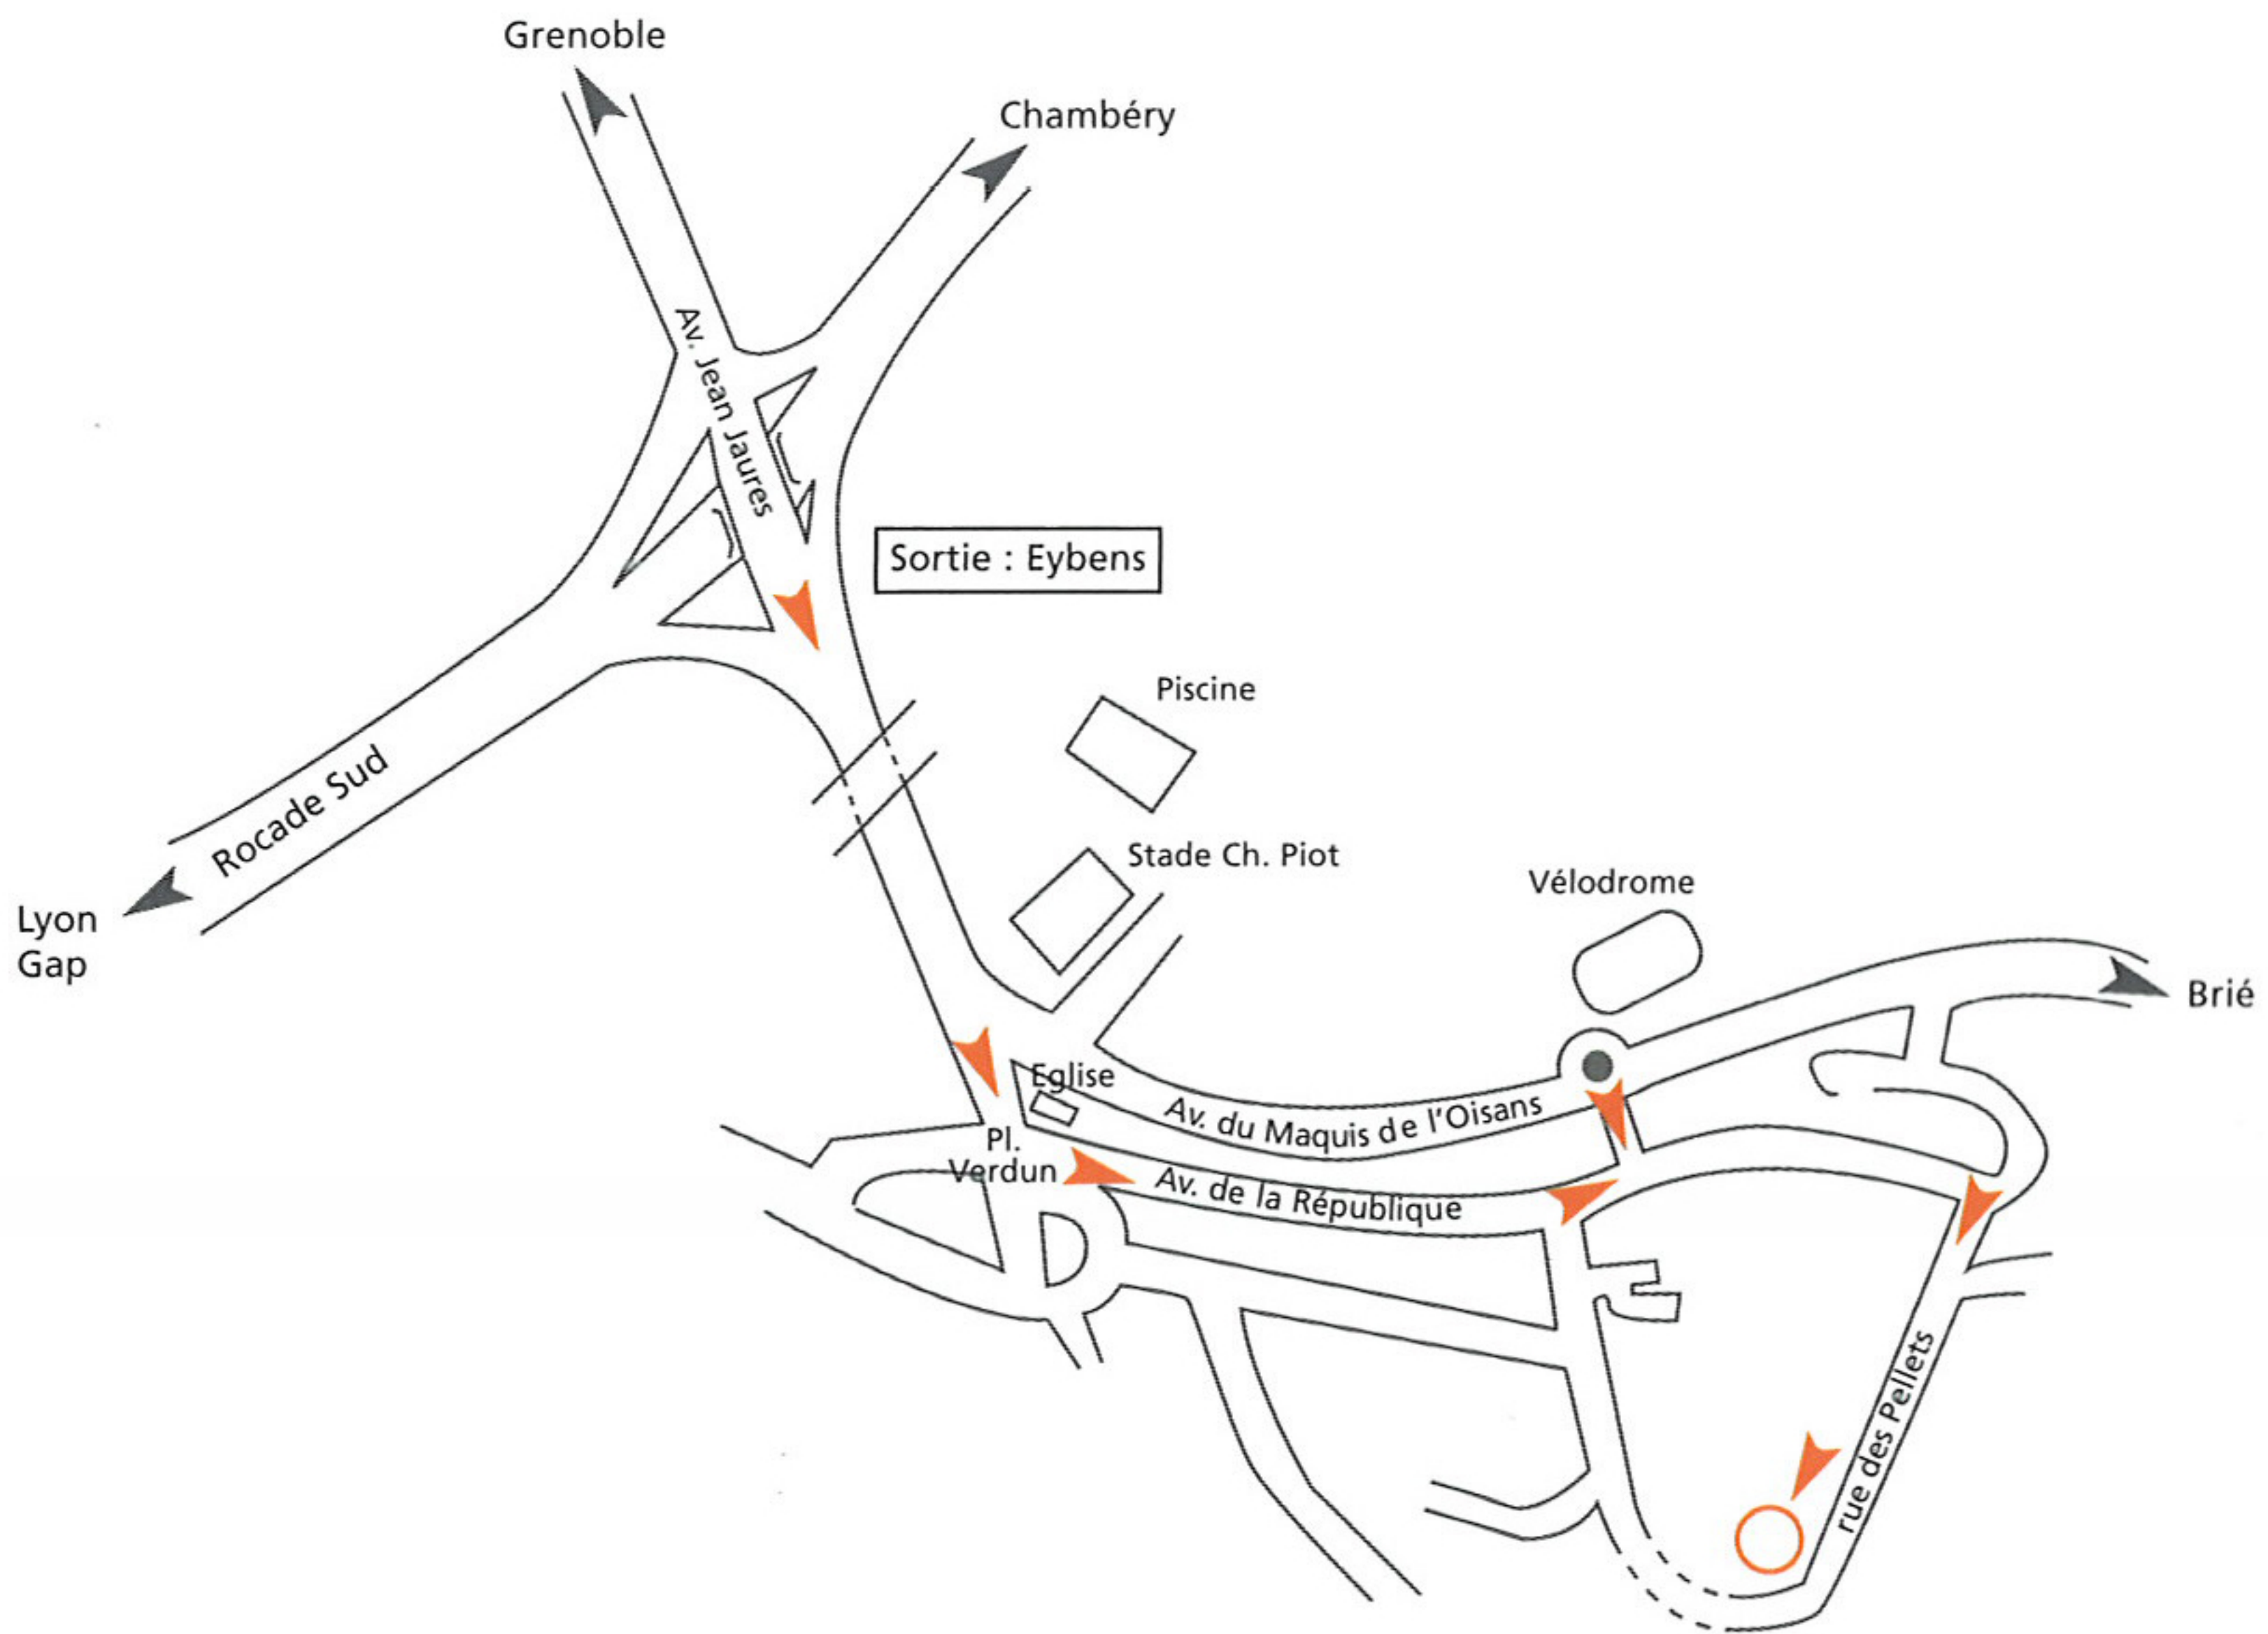 Grenoble
Chambéry
Av. Jean Jaures
Sortie : Eybens
Piscine
Rocade Sud
Stade Ch. Piot
Vélodrome
Lyon
Gap
Brié
Eglise
Av. du Maquis de l'Oisans
Pl.
Verdun
Av. de la République
rue des Pellets